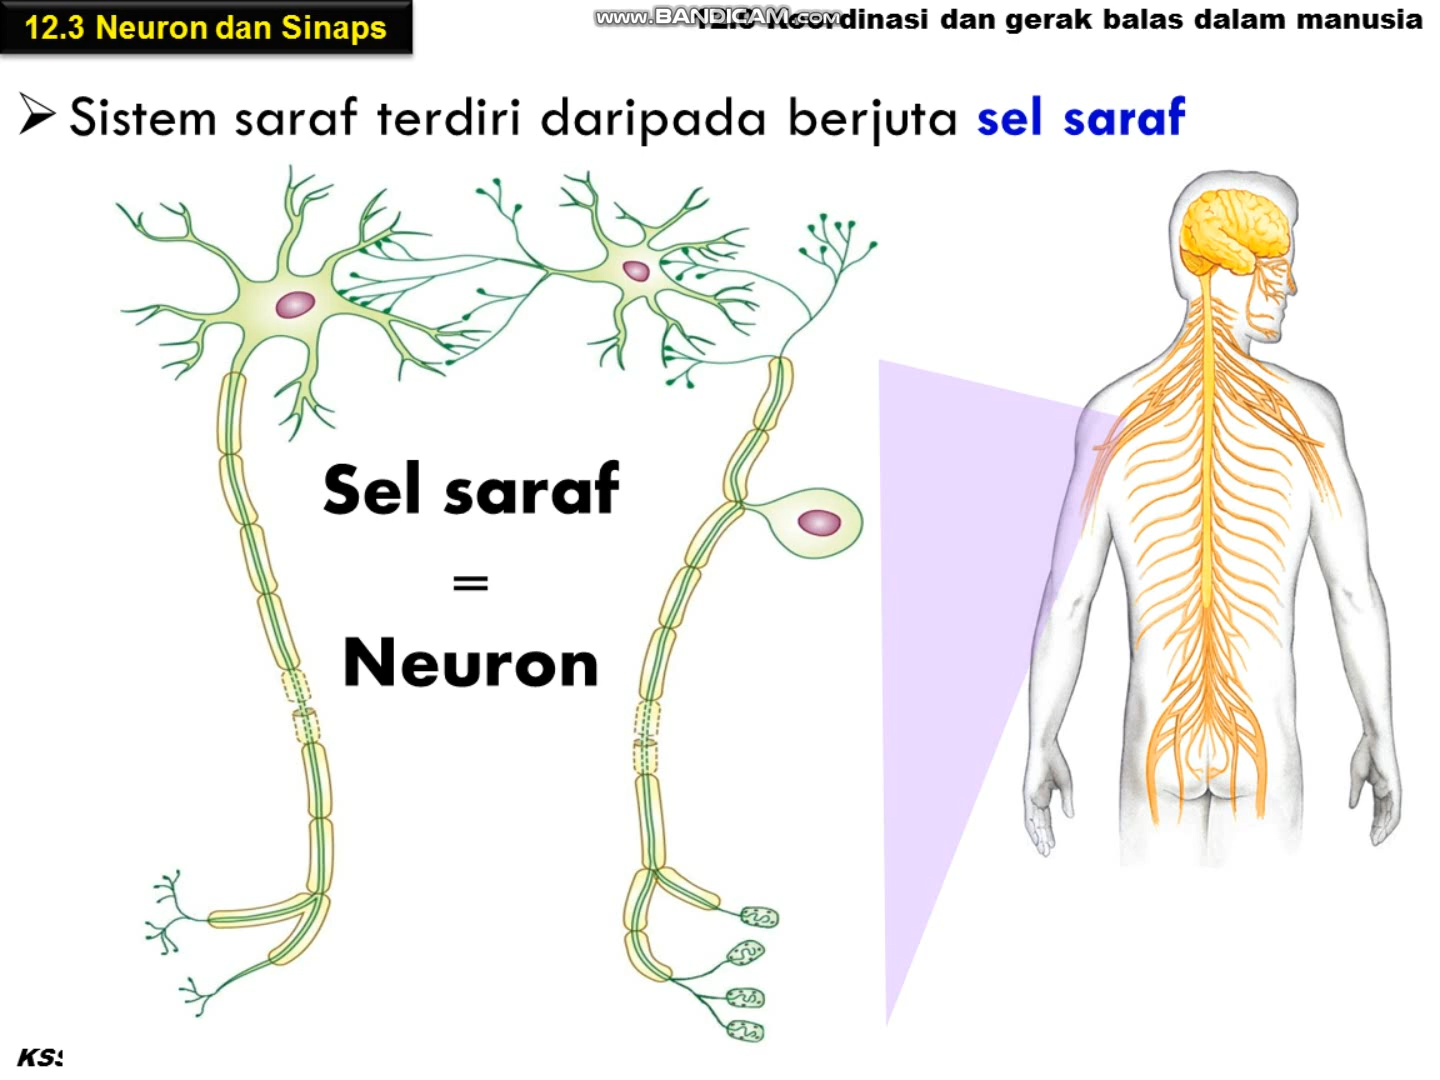 12.3 Neuron dan Sinaps
www.BANDICAM.com
Koordinasi dan gerak balas dalam manusia
Sistem saraf terdiri daripada berjuta sel saraf
Sel saraf
=
Neuron